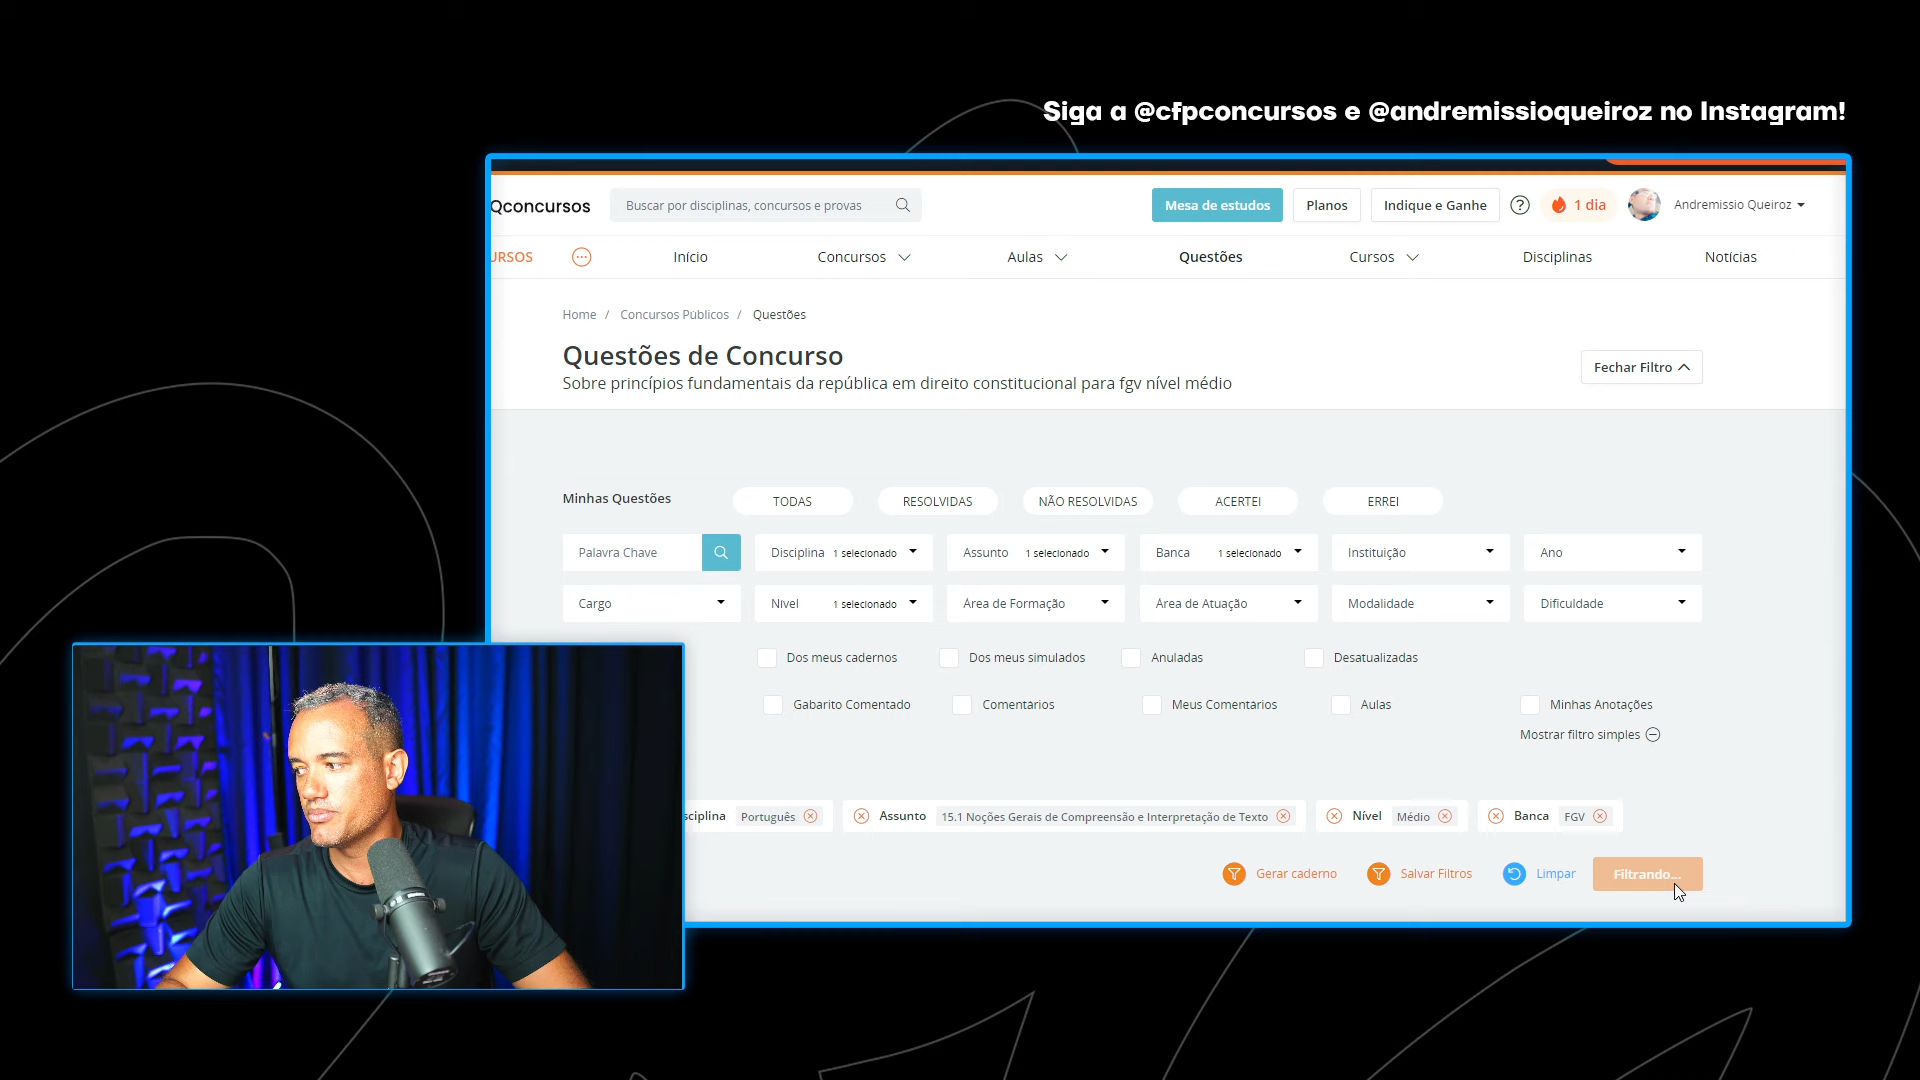 Siga a @cfpconcursos e @andremissioqueiroz no Instagram!
Qconcursos
Buscar por disciplinas, concursos e provas
Mesa de estudos
Planos
Indique e Ganhe
?
1 dia
Andremissio Queiroz
URSOS
Início
Concursos
Aulas
Questões
Cursos
Disciplinas
Notícias
Home / Concursos Públicos / Questões
Questões de Concurso
Sobre princípios fundamentais da república em direito constitucional para fgv nível médio
Fechar Filtro
Minhas Questões
TODAS
RESOLVIDAS
NÃO RESOLVIDAS
ACERTEI
ERREI
Palavra Chave
Disciplina 1 selecionado
Assunto 1 selecionado
Banca 1 selecionado
Instituição
Ano
Cargo
Nível 1 selecionado
Área de Formação
Área de Atuação
Modalidade
Dificuldade
Dos meus cadernos
Dos meus simulados
Anuladas
Desatualizadas
Gabarito Comentado
Comentários
Meus Comentários
Aulas
Minhas Anotações
Mostrar filtro simples
sciplina Português
Assunto 15.1 Noções Gerais de Compreensão e Interpretação de Texto
Nível Médio
Banca FGV
Gerar caderno
Salvar Filtros
Limpar
Filtrando...